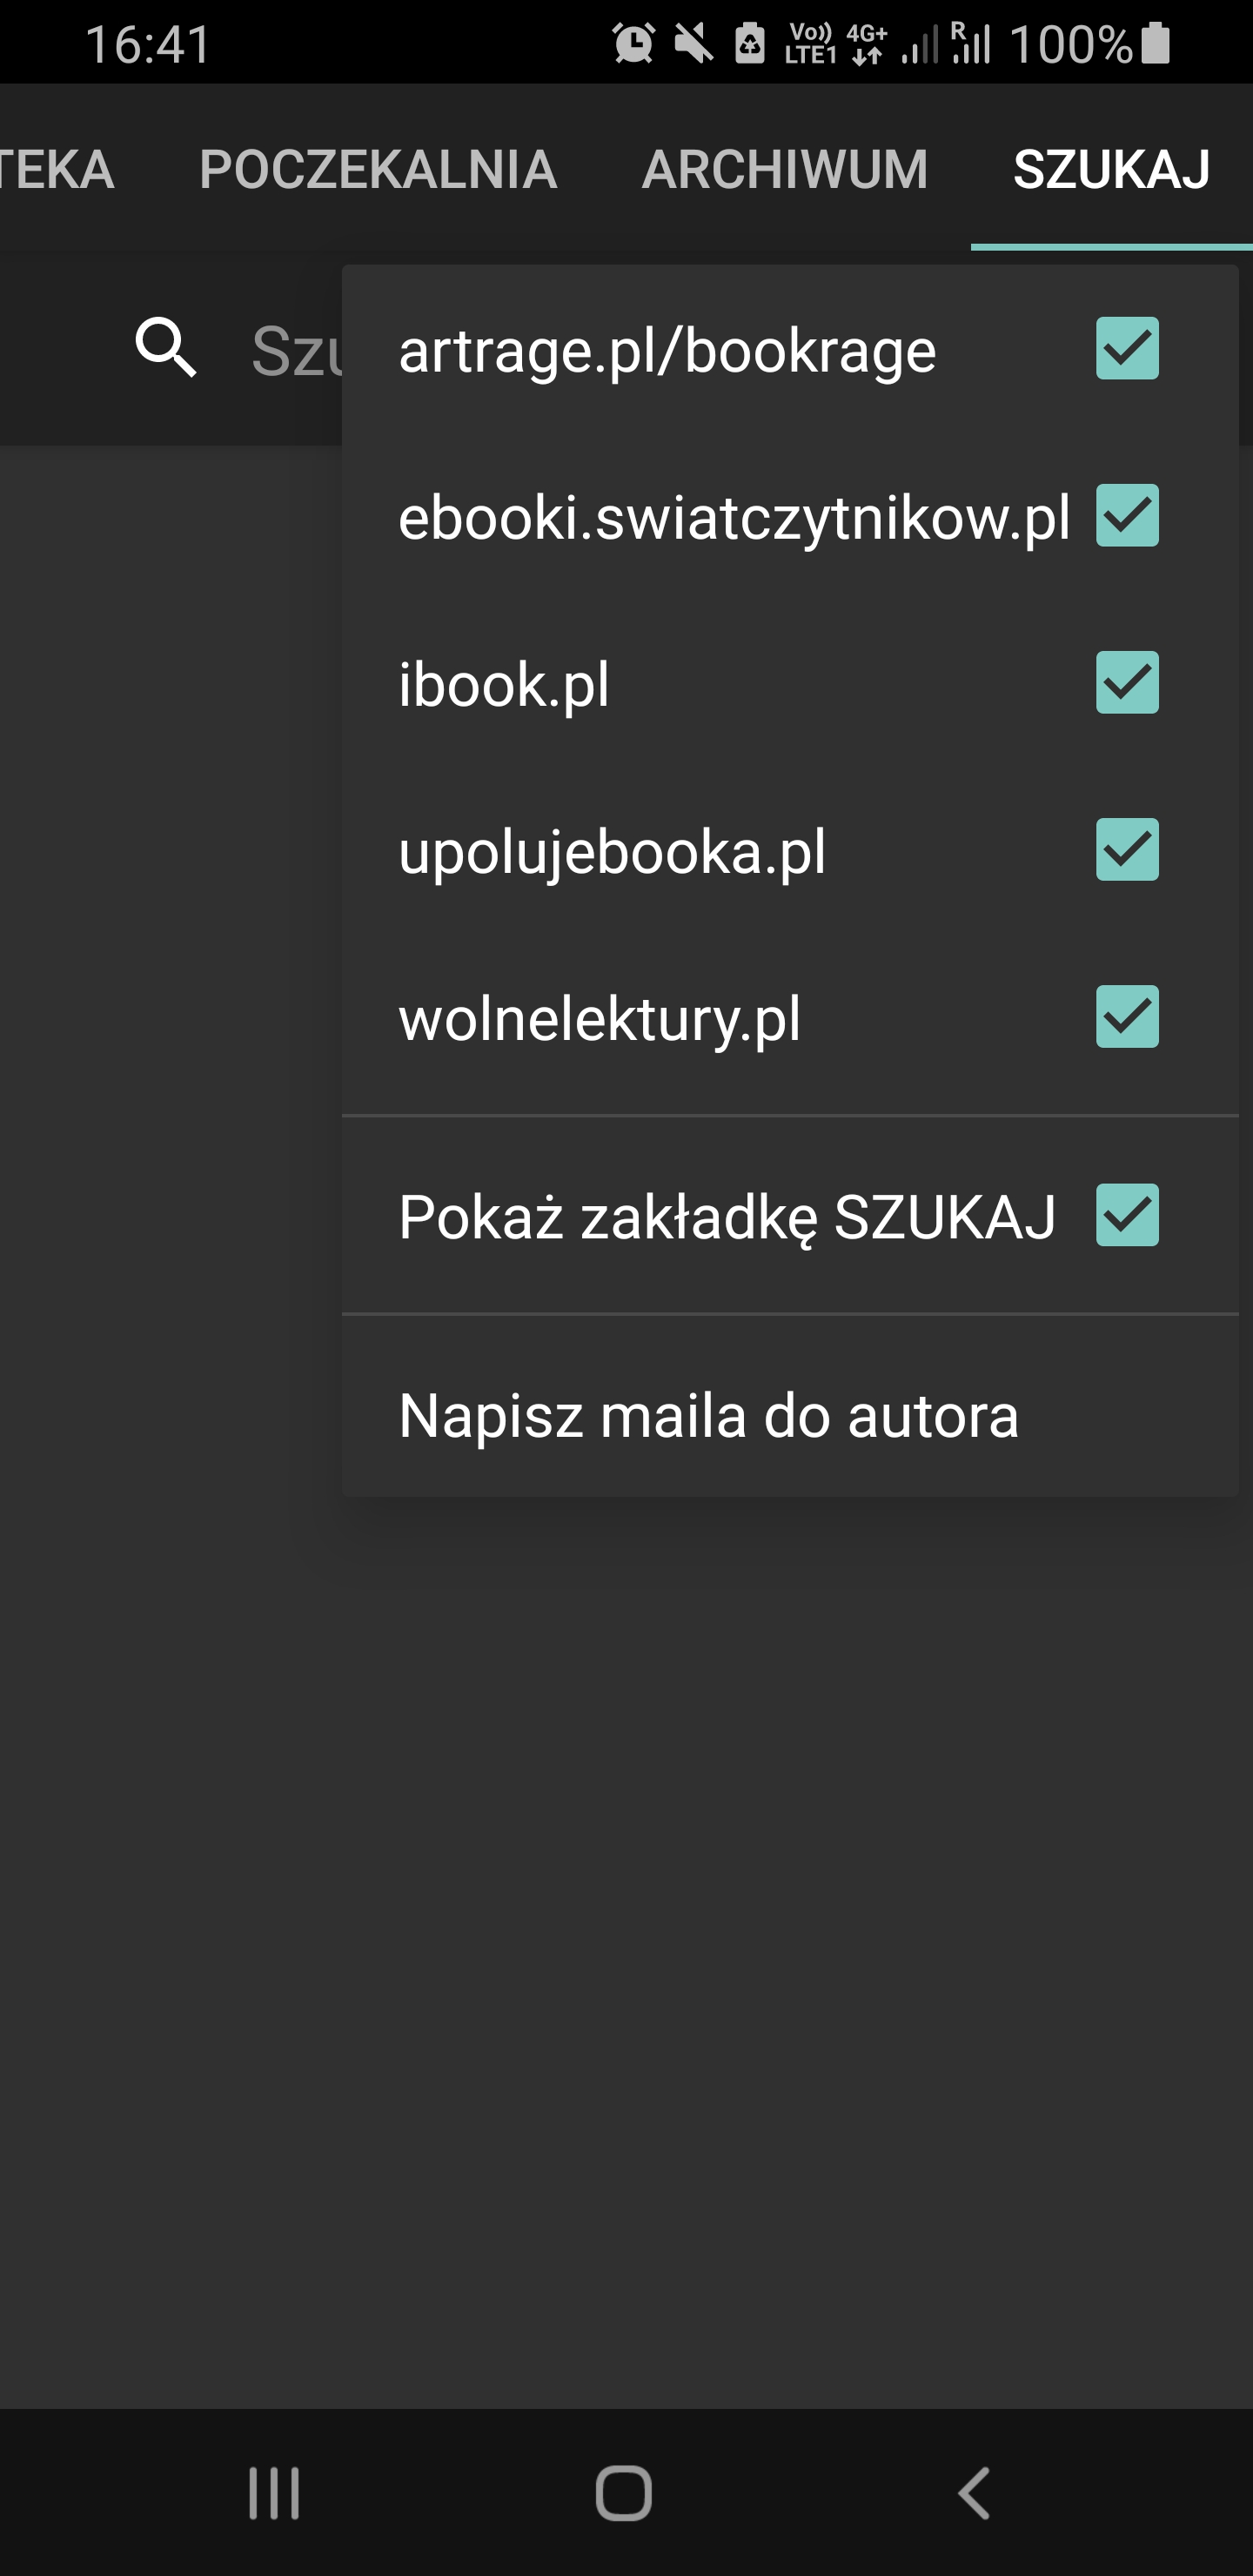 16:41 Vo)) LTE1 4G+ R 100%
TEKA POCZEKALNIA ARCHIWUM SZUKAJ
Szu
artrage.pl/bookrage
ebooki.swiatczytnikow.pl
ibook.pl
upolujebooka.pl
wolnelektury.pl
Pokaż zakładkę SZUKAJ
Napisz maila do autora